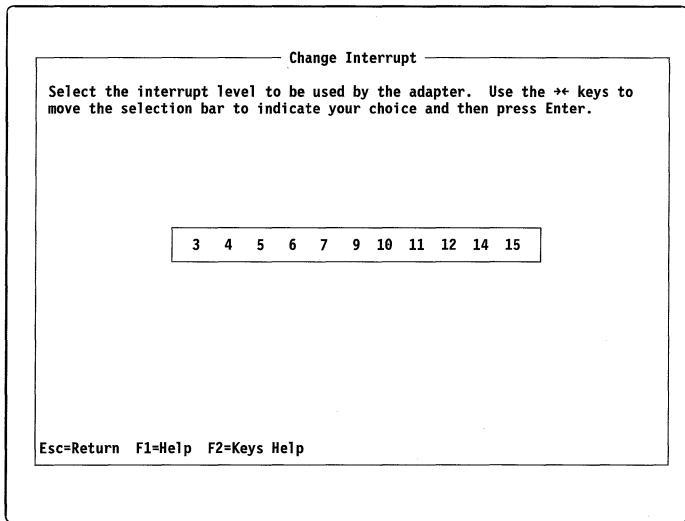 Change Interrupt
Select the interrupt level to be used by the adapter.  Use the →← keys to
move the selection bar to indicate your choice and then press Enter.
3 4 5 6 7 9 10 11 12 14 15
Esc=Return F1=Help F2=Keys Help